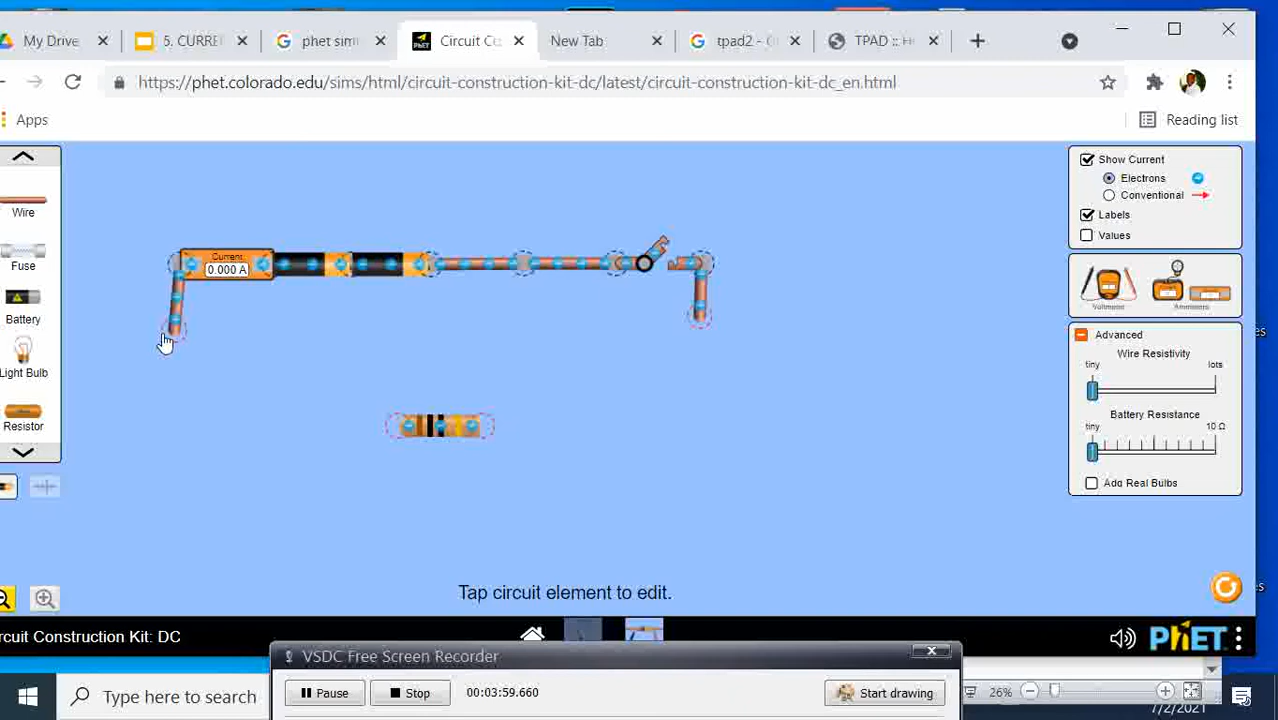 My Drive
5. CURRE
phet sim
Circuit Co
New Tab
tpad2 - G
TPAD :: H
https://phet.colorado.edu/sims/html/circuit-construction-kit-dc/latest/circuit-construction-kit-dc_en.html
Apps
Reading list
Wire
Fuse
Battery
Light Bulb
Resistor
Current
0.000 A
Show Current
Electrons
Conventional
Labels
Values
Voltmeter
Ammeters
Advanced
Wire Resistivity
tiny
lots
Battery Resistance
tiny
10 Ω
Add Real Bulbs
Tap circuit element to edit.
rcuit Construction Kit: DC
PhET
VSDC Free Screen Recorder
Pause
Stop
00:03:59.660
Start drawing
26%
Type here to search
7/2/2021